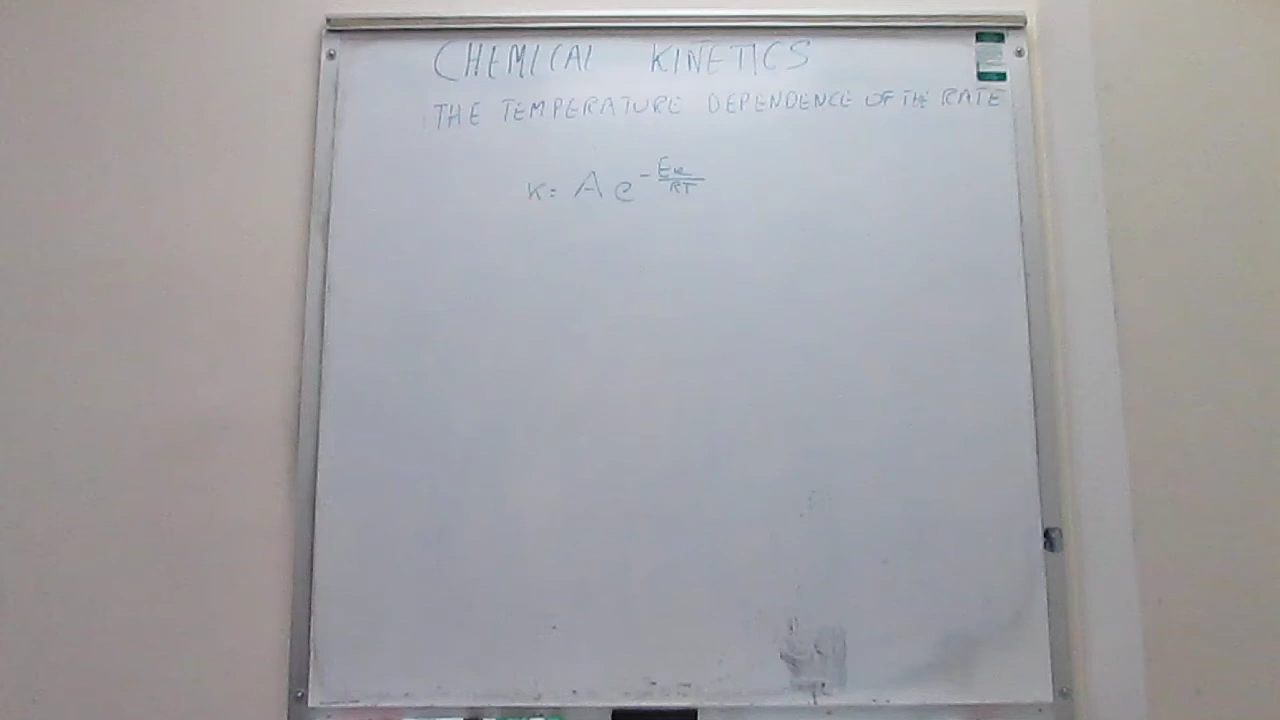 CHEMICAL KINETICS
THE TEMPERATURE DEPENDENCE OF THE RATE
K = A e^{-Ea/RT}